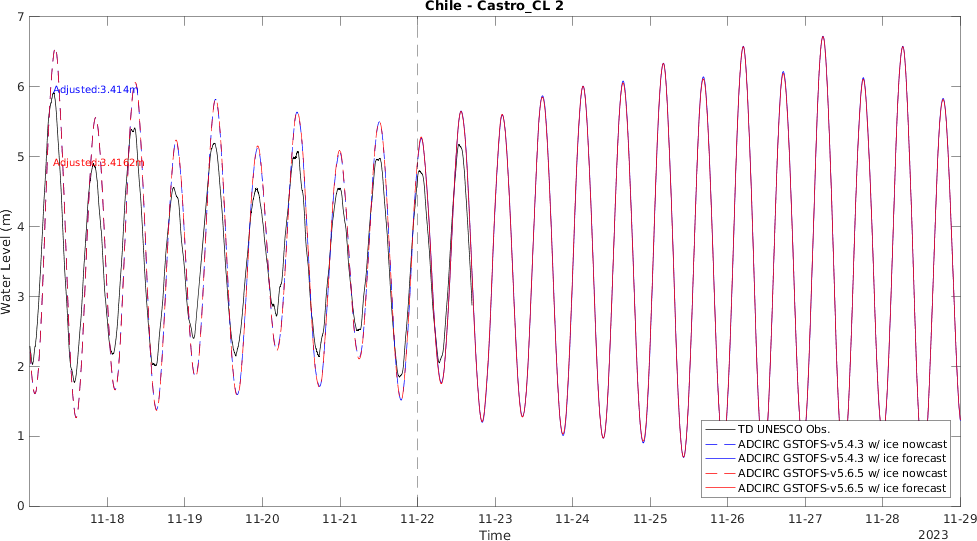 Chile - Castro_CL 2
7
6
5
4
3
2
1
0
Water Level (m)
Adjusted:3.414m
Adjusted:3.4162m
TD UNESCO Obs.
ADCIRC GSTOFS-v5.4.3 w/ ice nowcast
ADCIRC GSTOFS-v5.4.3 w/ ice forecast
ADCIRC GSTOFS-v5.6.5 w/ ice nowcast
ADCIRC GSTOFS-v5.6.5 w/ ice forecast
11-18 11-19 11-20 11-21 11-22 11-23 11-24 11-25 11-26 11-27 11-28 11-29
Time
2023